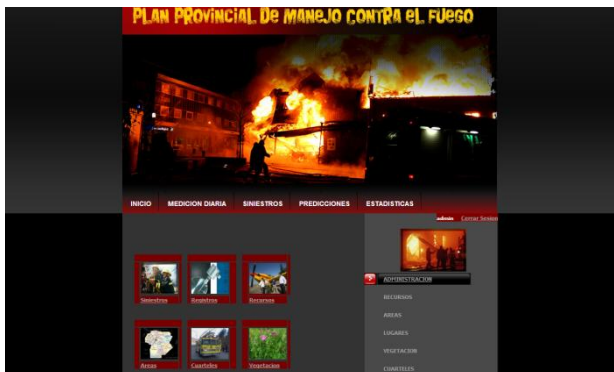 PLAN PROVINCIAL DE MANEJO CONTRA EL FUEGO
INICIO MEDICION DIARIA SINIESTROS PREDICCIONES ESTADISTICAS
admin Cerrar Sesion
ADMINISTRACION
Siniestros Registros Recursos
RECURSOS
AREAS
LUGARES
Areas Cuarteles Vegetacion
VEGETACION
CUARTELES